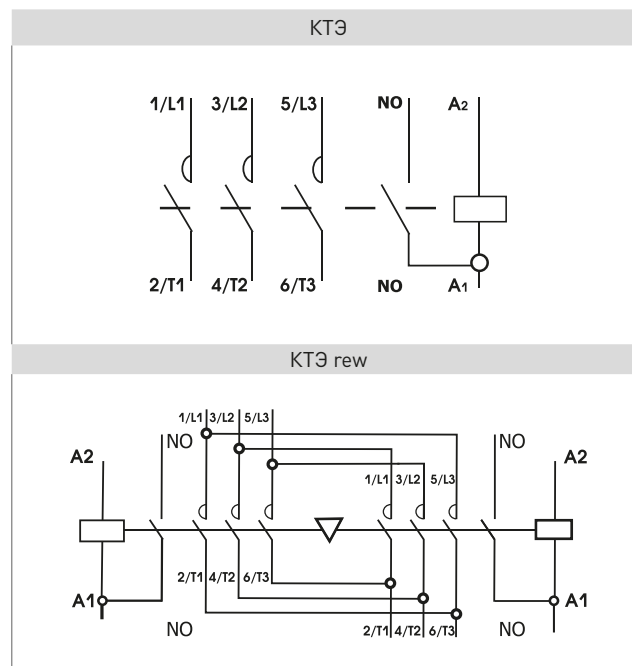 КТЭ
1/L1 3/L2 5/L3 NO A2
2/T1 4/T2 6/T3 NO A1
КТЭ rew
1/L1 3/L2 5/L3
NO NO
A2 A2
1/L1 3/L2 5/L3
2/T1 4/T2 6/T3
A1 A1
NO 2/T1 4/T2 6/T3 NO